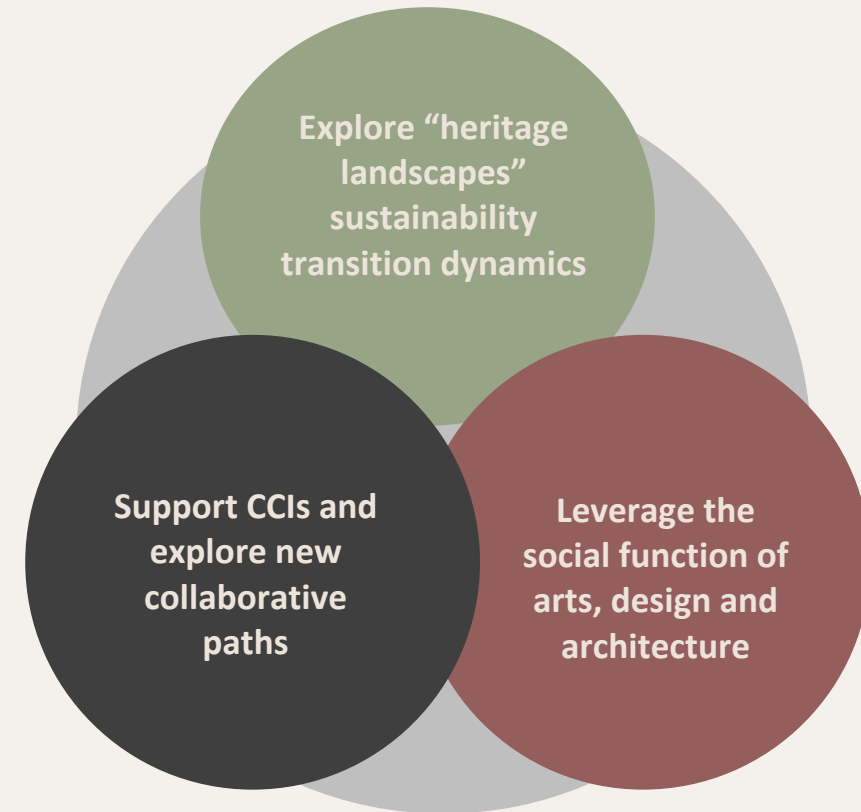 Explore “heritage
landscapes”
sustainability
transition dynamics
Support CCIs and
explore new
collaborative
paths
Leverage the
social function of
arts, design and
architecture